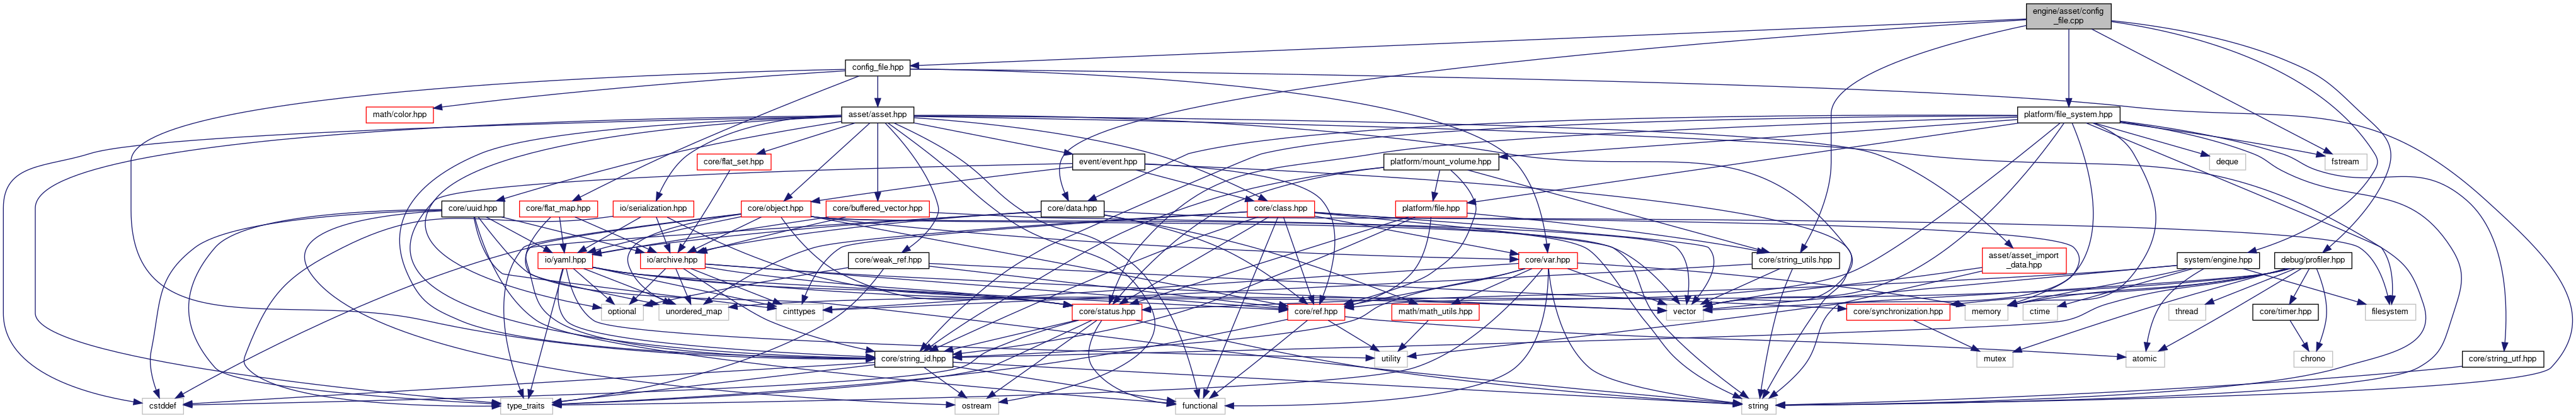 engine/asset/config
_file.cpp
config_file.hpp
math/color.hpp
asset/asset.hpp
platform/file_system.hpp
core/flat_set.hpp
event/event.hpp
platform/mount_volume.hpp
deque
fstream
core/uuid.hpp
core/flat_map.hpp
io/serialization.hpp
core/object.hpp
core/buffered_vector.hpp
core/data.hpp
core/class.hpp
platform/file.hpp
io/yaml.hpp
io/archive.hpp
core/weak_ref.hpp
core/var.hpp
core/string_utils.hpp
asset/asset_import
_data.hpp
system/engine.hpp
debug/profiler.hpp
optional
unordered_map
cinttypes
core/status.hpp
core/ref.hpp
math/math_utils.hpp
vector
core/synchronization.hpp
memory
ctime
thread
core/timer.hpp
filesystem
core/string_id.hpp
utility
mutex
atomic
chrono
core/string_utf.hpp
cstddef
type_traits
ostream
functional
string